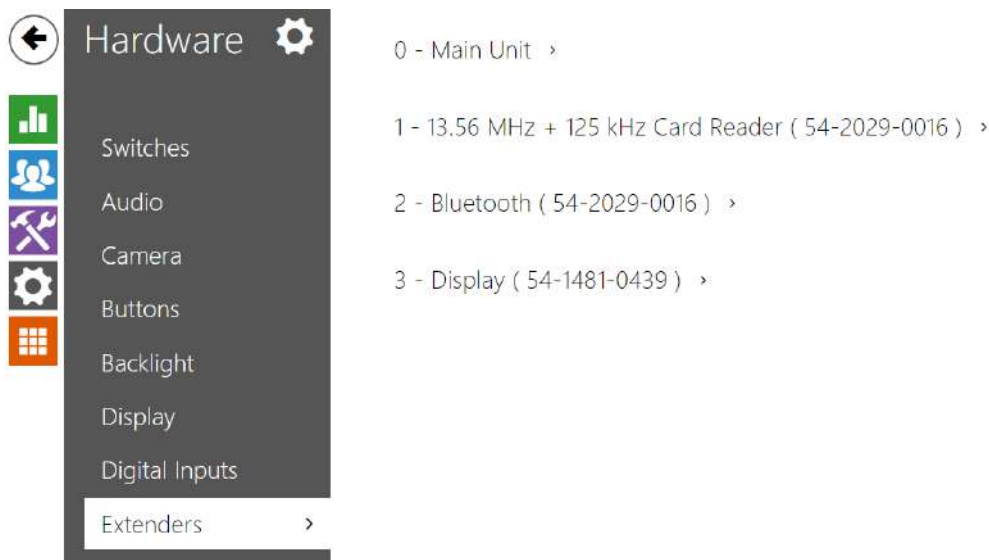 Hardware
Switches
Audio
Camera
Buttons
Backlight
Display
Digital Inputs
Extenders
0 - Main Unit
1 - 13.56 MHz + 125 kHz Card Reader ( 54-2029-0016 )
2 - Bluetooth ( 54-2029-0016 )
3 - Display ( 54-1481-0439 )